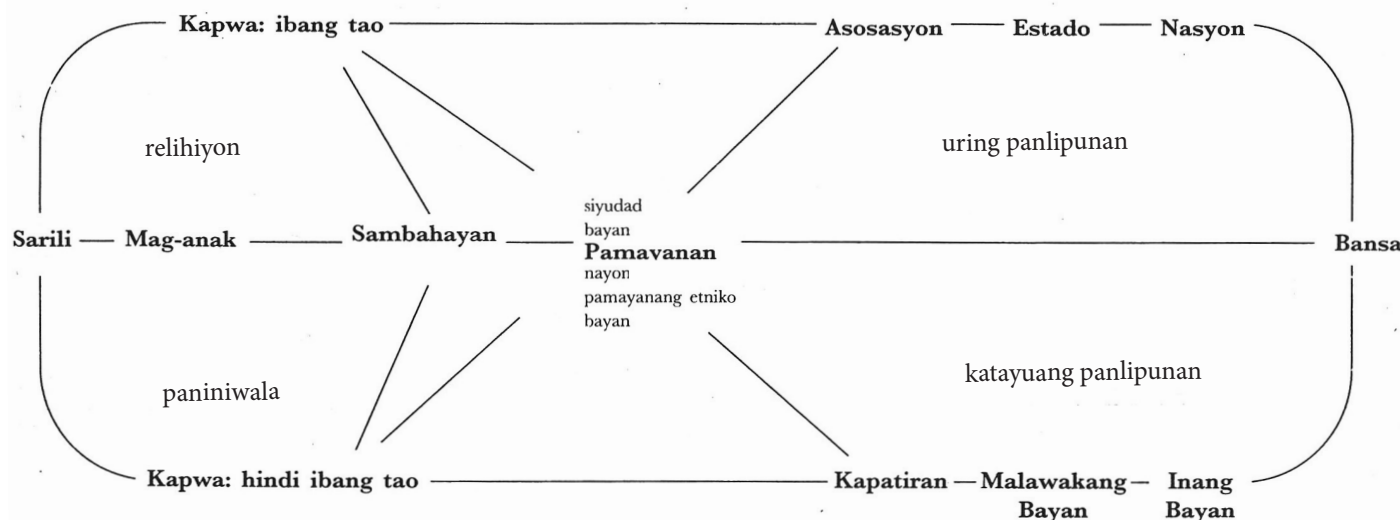 Kapwa: ibang tao
Asosasyon
Estado
Nasyon
relihiyon
uring panlipunan
siyudad
bayan
Sarili
Mag-anak
Sambahayan
Pamavanan
Bansa
nayon
pamayanang etniko
bayan
paniniwala
katayuang panlipunan
Kapwa: hindi ibang tao
Kapatiran
Malawakang
Bayan
Inang
Bayan